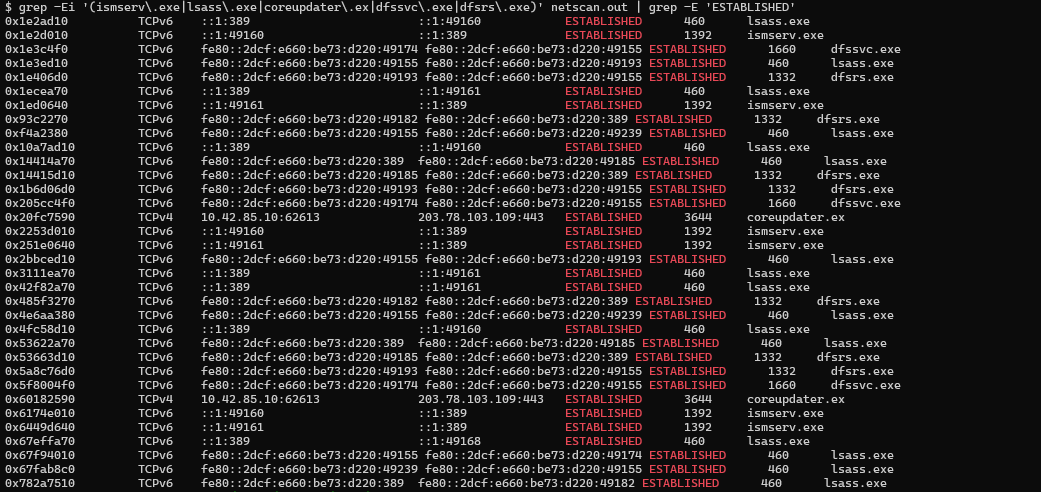 $ grep -Ei '(ismserv\.exe|lsass\.exe|coreupdater\.ex|dfssvc\.exe|dfsrs\.exe)' netscan.out | grep -E 'ESTABLISHED'
0x1e2ad10 TCPv6 ::1:389 ::1:49160 ESTABLISHED 460 lsass.exe
0x1e2d010 TCPv6 ::1:49160 ::1:389 ESTABLISHED 1392 ismserv.exe
0x1e3c4f0 TCPv6 fe80::2dcf:e660:be73:d220:49174 fe80::2dcf:e660:be73:d220:49155 ESTABLISHED 1660 dfssvc.exe
0x1e3ed10 TCPv6 fe80::2dcf:e660:be73:d220:49155 fe80::2dcf:e660:be73:d220:49193 ESTABLISHED 460 lsass.exe
0x1e406d0 TCPv6 fe80::2dcf:e660:be73:d220:49193 fe80::2dcf:e660:be73:d220:49155 ESTABLISHED 1332 dfsrs.exe
0x1ecea70 TCPv6 ::1:389 ::1:49161 ESTABLISHED 460 lsass.exe
0x1ed0640 TCPv6 ::1:49161 ::1:389 ESTABLISHED 1392 ismserv.exe
0x93c2270 TCPv6 fe80::2dcf:e660:be73:d220:49182 fe80::2dcf:e660:be73:d220:389 ESTABLISHED 1332 dfsrs.exe
0xf4a2380 TCPv6 fe80::2dcf:e660:be73:d220:49155 fe80::2dcf:e660:be73:d220:49239 ESTABLISHED 460 lsass.exe
0x10a7ad10 TCPv6 ::1:389 ::1:49160 ESTABLISHED 460 lsass.exe
0x14414a70 TCPv6 fe80::2dcf:e660:be73:d220:389 fe80::2dcf:e660:be73:d220:49185 ESTABLISHED 460 lsass.exe
0x14415d10 TCPv6 fe80::2dcf:e660:be73:d220:49185 fe80::2dcf:e660:be73:d220:389 ESTABLISHED 1332 dfsrs.exe
0x1b6d06d0 TCPv6 fe80::2dcf:e660:be73:d220:49193 fe80::2dcf:e660:be73:d220:49155 ESTABLISHED 1332 dfsrs.exe
0x205cc4f0 TCPv6 fe80::2dcf:e660:be73:d220:49174 fe80::2dcf:e660:be73:d220:49155 ESTABLISHED 1660 dfssvc.exe
0x20fc7590 TCPv4 10.42.85.10:62613 203.78.103.109:443 ESTABLISHED 3644 coreupdater.ex
0x2253d010 TCPv6 ::1:49160 ::1:389 ESTABLISHED 1392 ismserv.exe
0x251e0640 TCPv6 ::1:49161 ::1:389 ESTABLISHED 1392 ismserv.exe
0x2bbced10 TCPv6 fe80::2dcf:e660:be73:d220:49155 fe80::2dcf:e660:be73:d220:49193 ESTABLISHED 460 lsass.exe
0x3111ea70 TCPv6 ::1:389 ::1:49161 ESTABLISHED 460 lsass.exe
0x42f82a70 TCPv6 ::1:389 ::1:49161 ESTABLISHED 460 lsass.exe
0x485f3270 TCPv6 fe80::2dcf:e660:be73:d220:49182 fe80::2dcf:e660:be73:d220:389 ESTABLISHED 1332 dfsrs.exe
0x4e6aa380 TCPv6 fe80::2dcf:e660:be73:d220:49155 fe80::2dcf:e660:be73:d220:49239 ESTABLISHED 460 lsass.exe
0x4fc58d10 TCPv6 ::1:389 ::1:49160 ESTABLISHED 460 lsass.exe
0x53622a70 TCPv6 fe80::2dcf:e660:be73:d220:389 fe80::2dcf:e660:be73:d220:49185 ESTABLISHED 460 lsass.exe
0x53663d10 TCPv6 fe80::2dcf:e660:be73:d220:49185 fe80::2dcf:e660:be73:d220:389 ESTABLISHED 1332 dfsrs.exe
0x5a8c76d0 TCPv6 fe80::2dcf:e660:be73:d220:49193 fe80::2dcf:e660:be73:d220:49155 ESTABLISHED 1332 dfsrs.exe
0x5f8004f0 TCPv6 fe80::2dcf:e660:be73:d220:49174 fe80::2dcf:e660:be73:d220:49155 ESTABLISHED 1660 dfssvc.exe
0x60182590 TCPv4 10.42.85.10:62613 203.78.103.109:443 ESTABLISHED 3644 coreupdater.ex
0x6174e010 TCPv6 ::1:49160 ::1:389 ESTABLISHED 1392 ismserv.exe
0x6449d640 TCPv6 ::1:49161 ::1:389 ESTABLISHED 1392 ismserv.exe
0x67effa70 TCPv6 ::1:389 ::1:49168 ESTABLISHED 460 lsass.exe
0x67f94010 TCPv6 fe80::2dcf:e660:be73:d220:49155 fe80::2dcf:e660:be73:d220:49174 ESTABLISHED 460 lsass.exe
0x67fab8c0 TCPv6 fe80::2dcf:e660:be73:d220:49239 fe80::2dcf:e660:be73:d220:49155 ESTABLISHED 460 lsass.exe
0x782a7510 TCPv6 fe80::2dcf:e660:be73:d220:389 fe80::2dcf:e660:be73:d220:49182 ESTABLISHED 460 lsass.exe